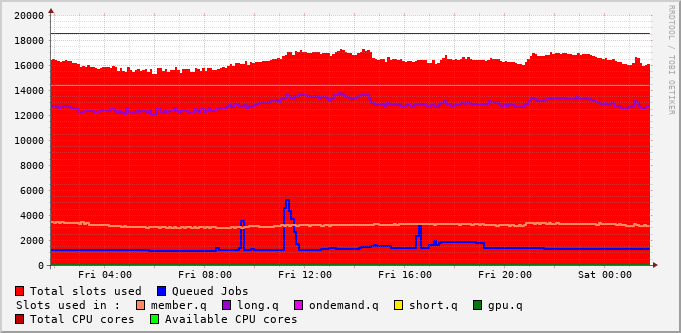 RRDTOOL / TOBI OETIKER
20000
18000
16000
14000
12000
10000
8000
6000
4000
2000
0
Fri 04:00 Fri 08:00 Fri 12:00 Fri 16:00 Fri 20:00 Sat 00:00
Total slots used Queued Jobs
Slots used in : member.q long.q ondemand.q short.q gpu.q
Total CPU cores Available CPU cores